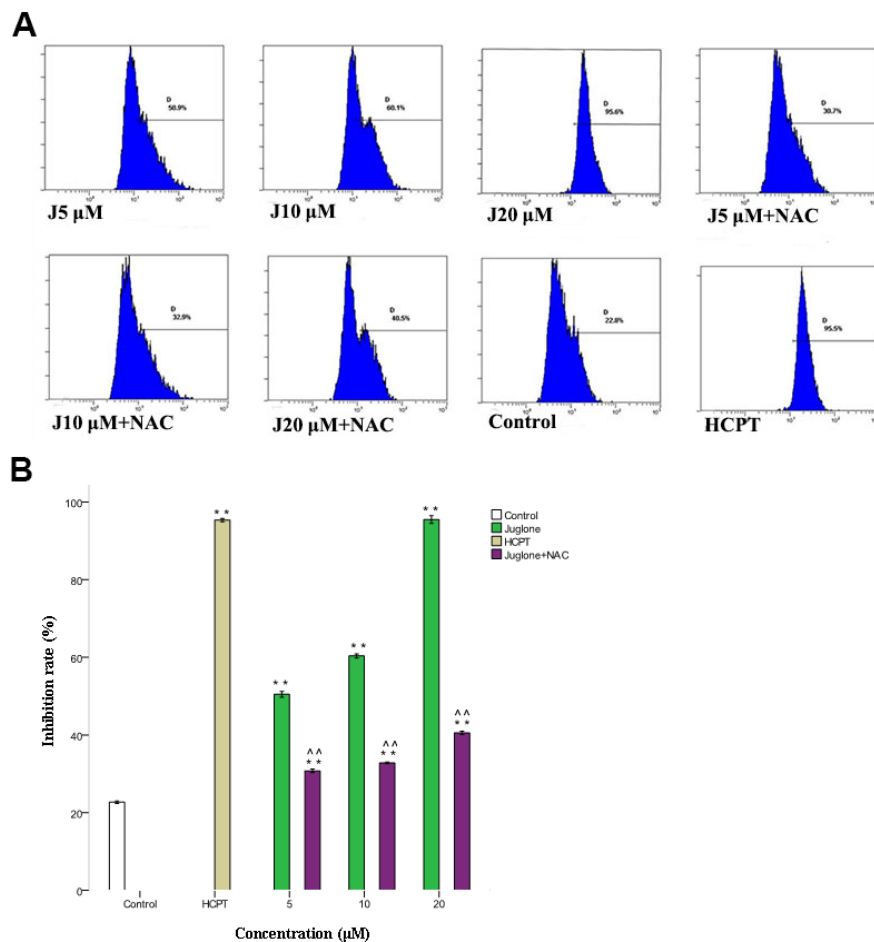 A
D
50.9%
J5 μM
D
60.1%
J10 μM
D
95.6%
J20 μM
D
30.7%
J5 μM+NAC
D
32.9%
J10 μM+NAC
D
40.5%
J20 μM+NAC
D
22.8%
Control
D
95.5%
HCPT
B
Inhibition rate (%)
100
80
60
40
20
0
**
**
**
**
^^
**
^^
**
^^
**
Control
Juglone
HCPT
Juglone+NAC
Control HCPT 5 10 20
Concentration (μM)